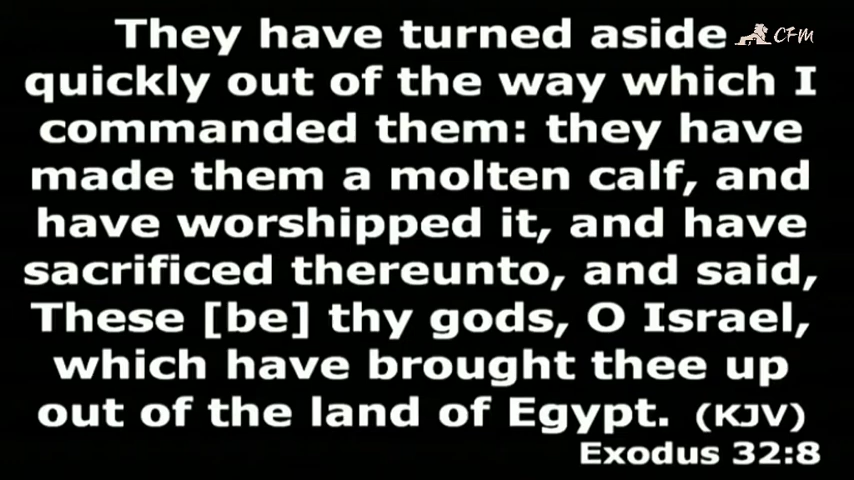 They have turned aside
CFM
quickly out of the way which I
commanded them: they have
made them a molten calf, and
have worshipped it, and have
sacrificed thereunto, and said,
These [be] thy gods, O Israel,
which have brought thee up
out of the land of Egypt. (KJV)
Exodus 32:8